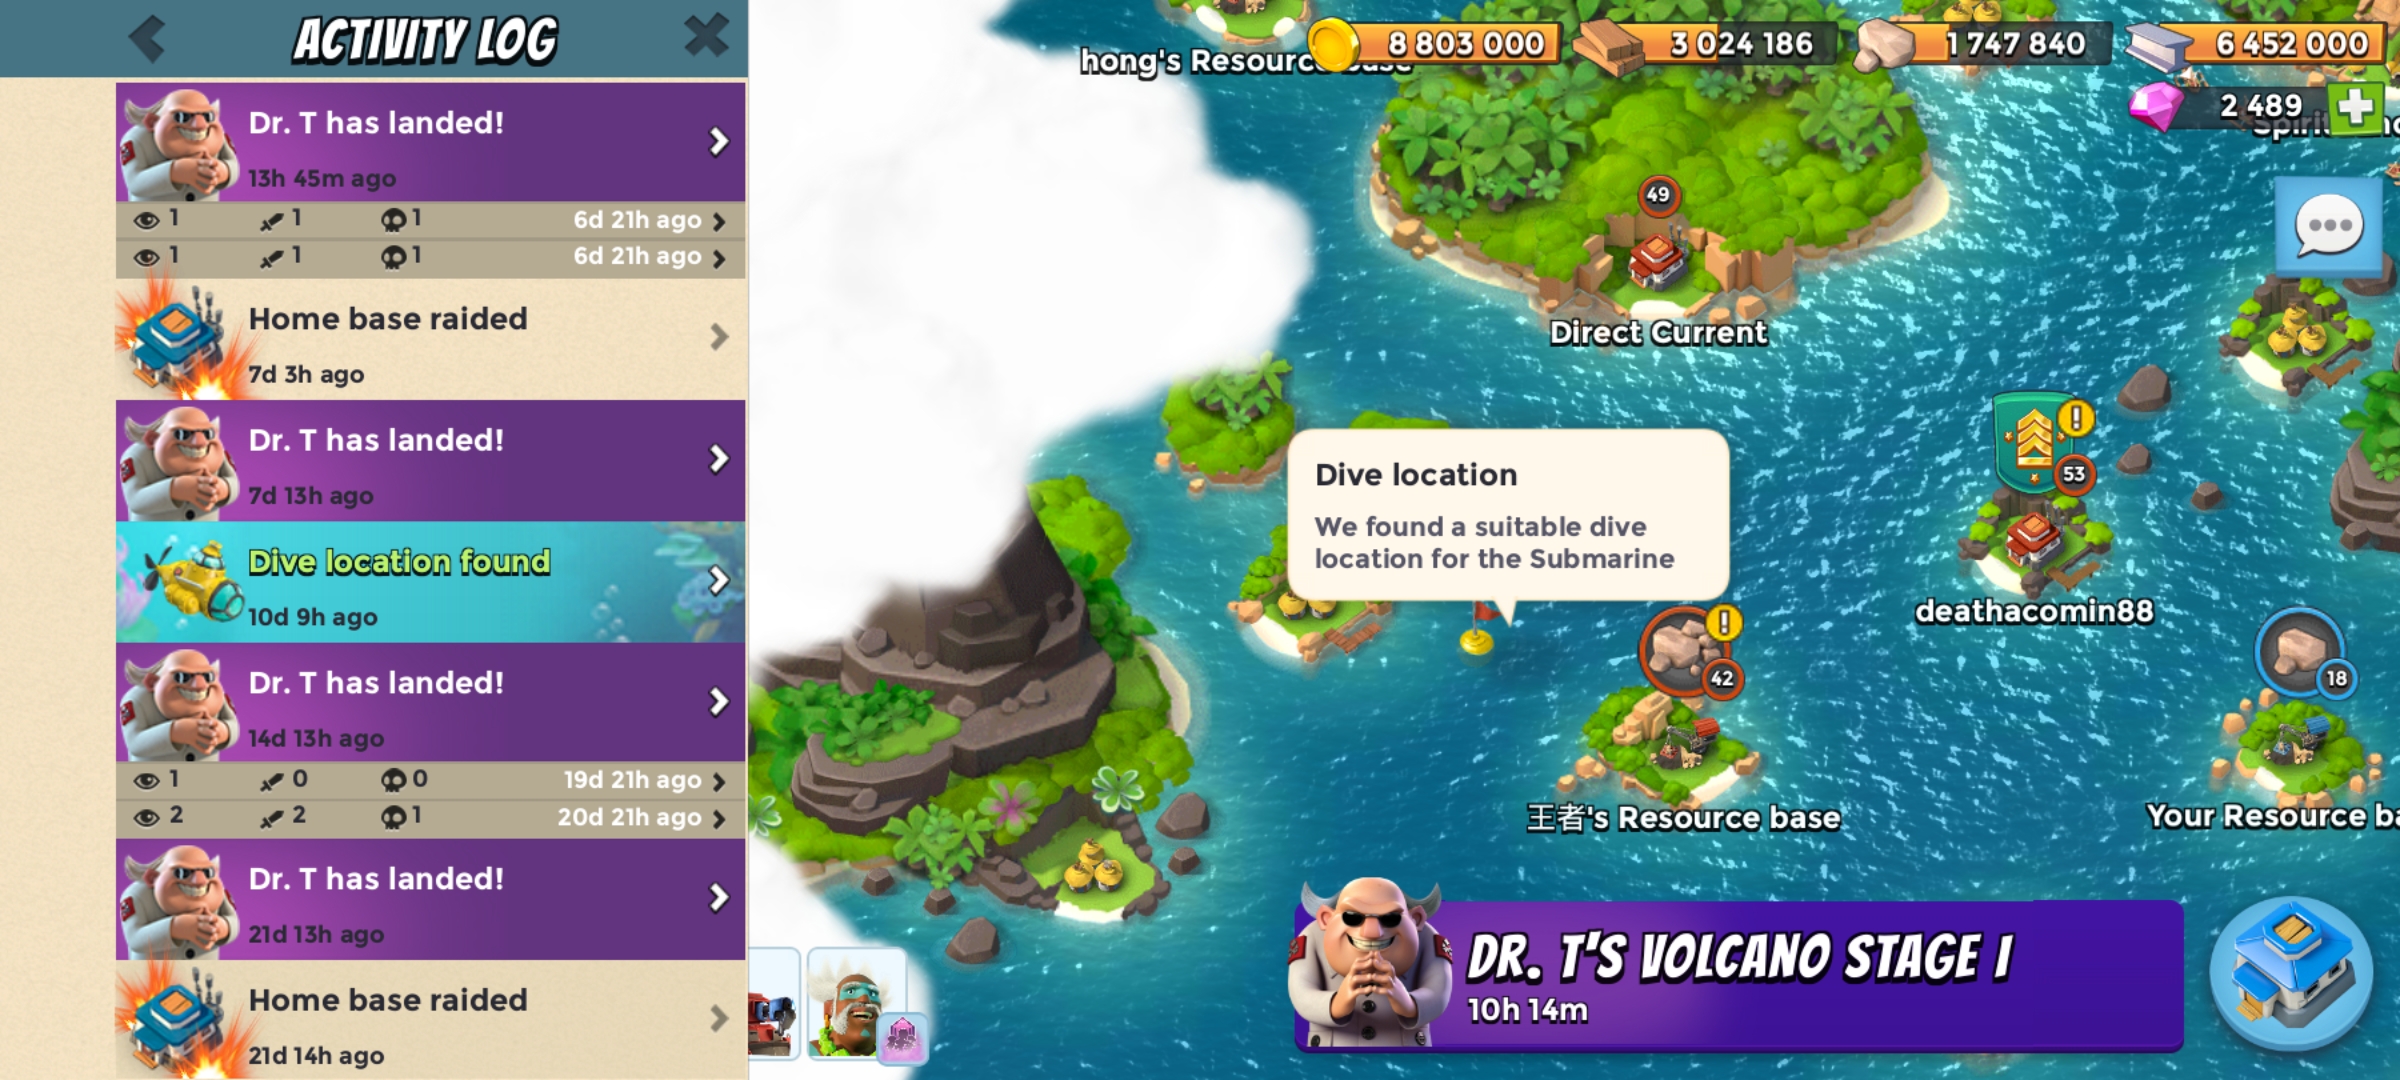 ACTIVITY LOG
Dr. T has landed!
13h 45m ago
1 1 1 6d 21h ago
1 1 1 6d 21h ago
Home base raided
7d 3h ago
Dr. T has landed!
7d 13h ago
Dive location found
10d 9h ago
Dr. T has landed!
14d 13h ago
1 0 0 19d 21h ago
2 2 1 20d 21h ago
Dr. T has landed!
21d 13h ago
Home base raided
21d 14h ago
8 803 000
3 024 186
1 747 840
6 452 000
2 489
hong's Resource base
49
Direct Current
Dive location
We found a suitable dive
location for the Submarine
53
deathacomin88
42
王者's Resource base
18
Your Resource ba
DR. T'S VOLCANO STAGE I
10h 14m